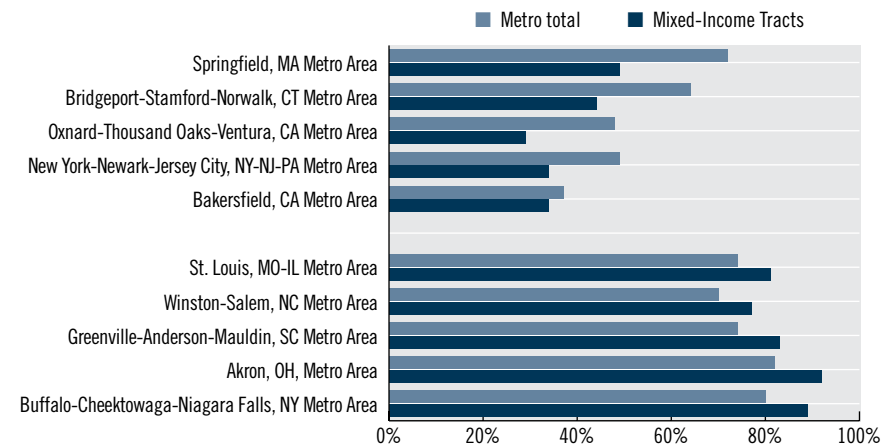 Metro total
Mixed-Income Tracts
Springfield, MA Metro Area
Bridgeport-Stamford-Norwalk, CT Metro Area
Oxnard-Thousand Oaks-Ventura, CA Metro Area
New York-Newark-Jersey City, NY-NJ-PA Metro Area
Bakersfield, CA Metro Area
St. Louis, MO-IL Metro Area
Winston-Salem, NC Metro Area
Greenville-Anderson-Mauldin, SC Metro Area
Akron, OH, Metro Area
Buffalo-Cheektowaga-Niagara Falls, NY Metro Area
0% 20% 40% 60% 80% 100%